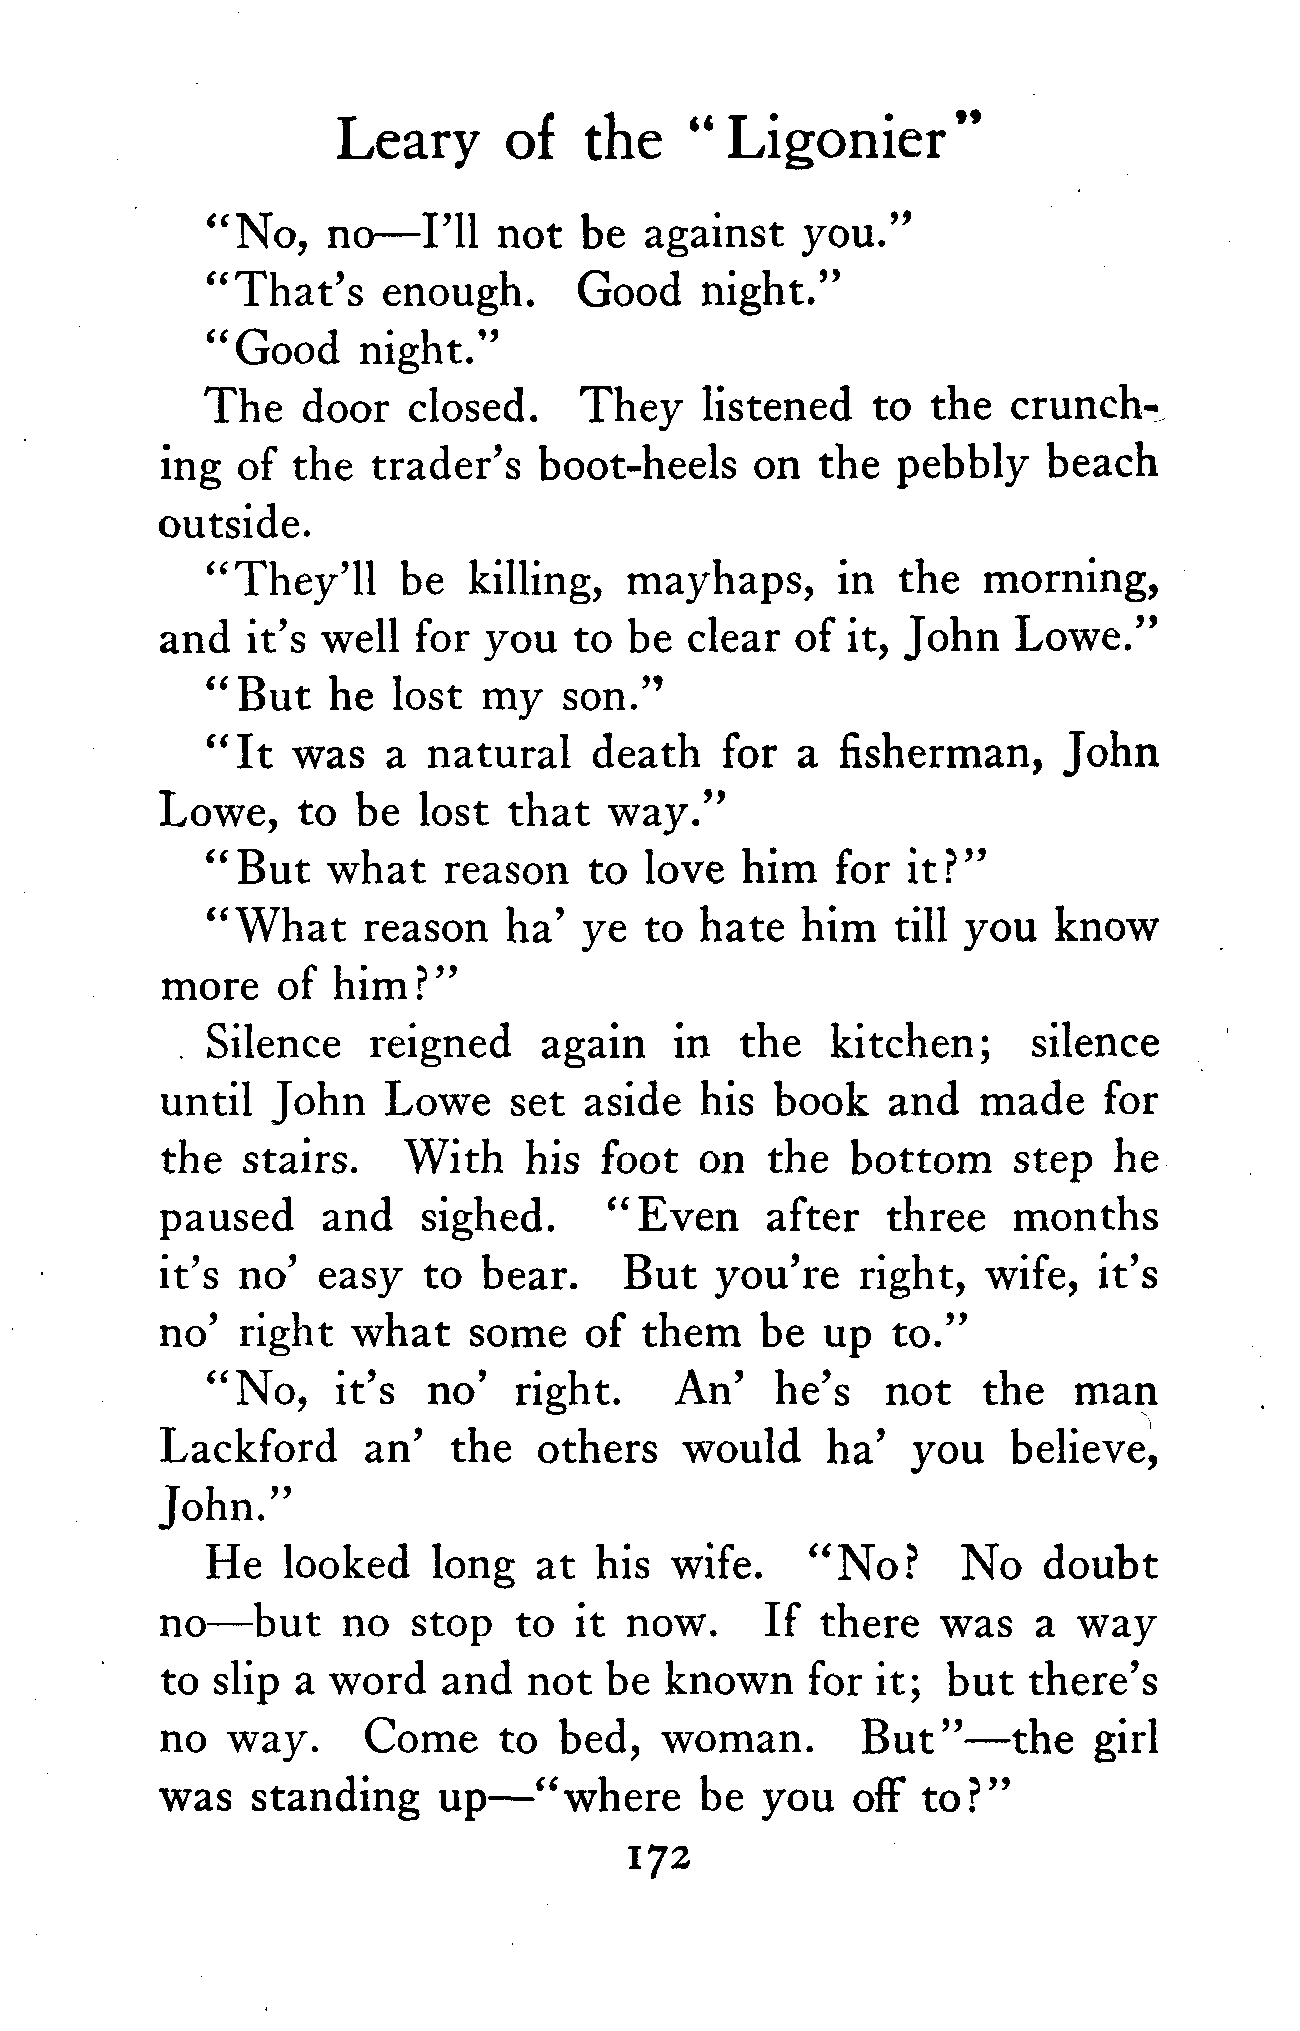 Leary of the "Ligonier"
"No, no—I'll not be against you."
"That's enough. Good night."
"Good night."
The door closed. They listened to the crunch-
ing of the trader's boot-heels on the pebbly beach
outside.
"They'll be killing, mayhaps, in the morning,
and it's well for you to be clear of it, John Lowe."
"But he lost my son."
"It was a natural death for a fisherman, John
Lowe, to be lost that way."
"But what reason to love him for it?"
"What reason ha' ye to hate him till you know
more of him?"
Silence reigned again in the kitchen; silence
until John Lowe set aside his book and made for
the stairs. With his foot on the bottom step he
paused and sighed. "Even after three months
it's no' easy to bear. But you're right, wife, it's
no' right what some of them be up to."
"No, it's no' right. An' he's not the man
Lackford an' the others would ha' you believe,
John."
He looked long at his wife. "No? No doubt
no—but no stop to it now. If there was a way
to slip a word and not be known for it; but there's
no way. Come to bed, woman. But"—the girl
was standing up—"where be you off to?"
172